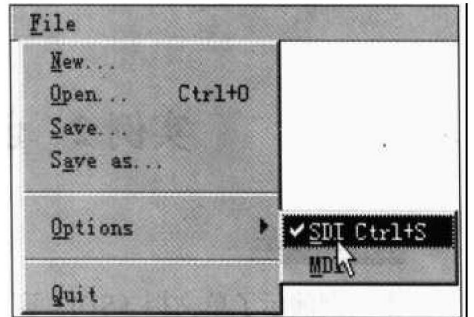 File
New...
Open... Ctrl+O
Save...
Save as...
Options
SDI Ctrl+S
MDI
Quit